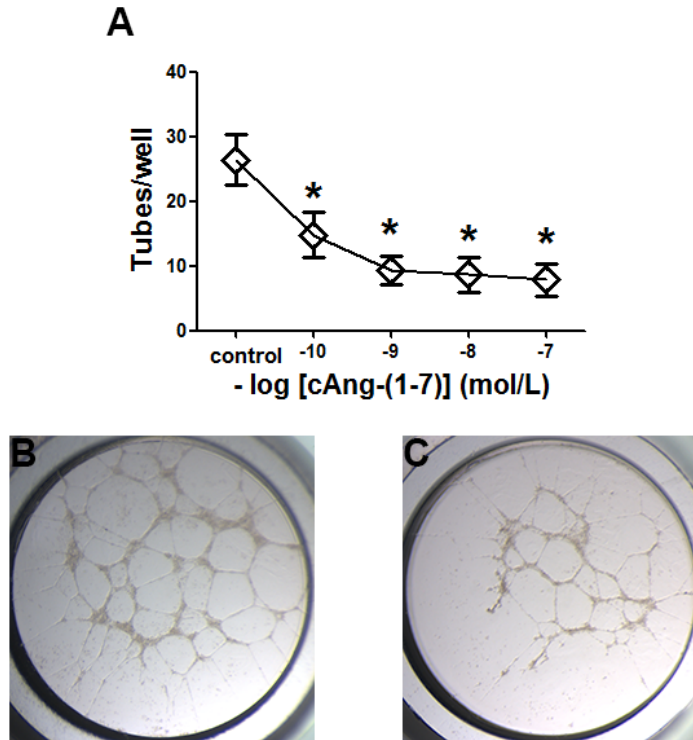 A
Tubes/well
40
30
20
10
0
*
*
*
*
control -10 -9 -8 -7
- log [cAng-(1-7)] (mol/L)
B
C